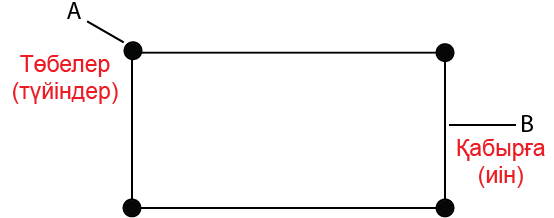 A
Төбелер
(түйіндер)
B
Қабырға
(иін)